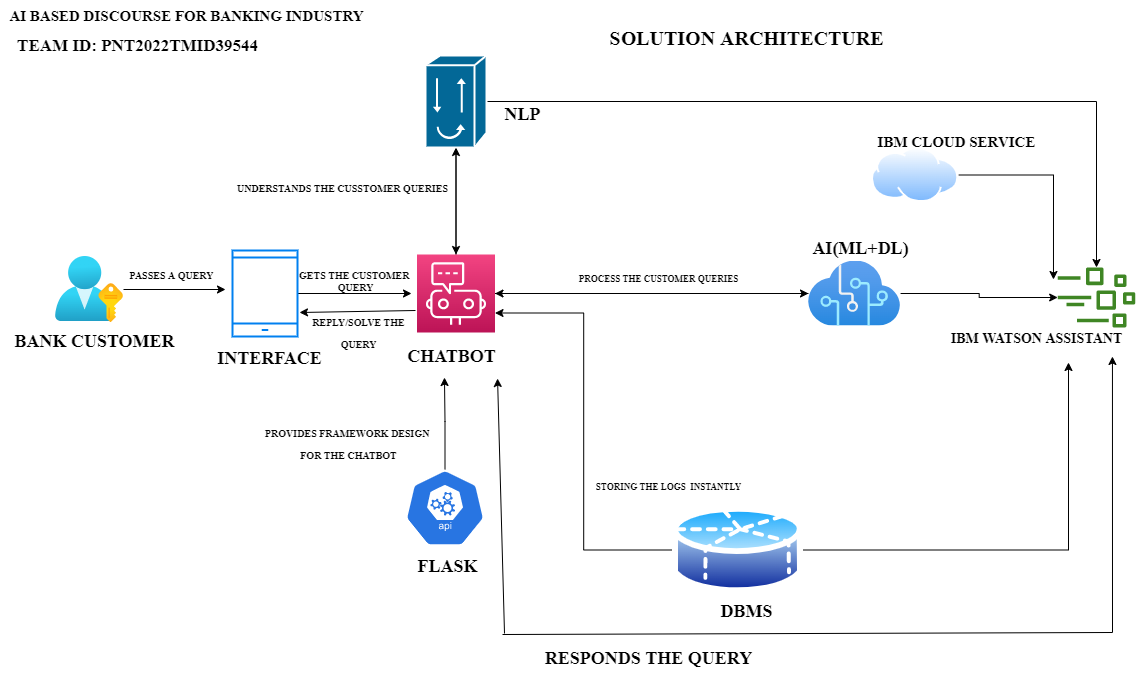 AI BASED DISCOURSE FOR BANKING INDUSTRY
TEAM ID: PNT2022TMID39544
SOLUTION ARCHITECTURE
NLP
IBM CLOUD SERVICE
UNDERSTANDS THE CUSSTOMER QUERIES
AI(ML+DL)
PASSES A QUERY
GETS THE CUSTOMER
QUERY
PROCESS THE CUSTOMER QUERIES
REPLY/SOLVE THE
QUERY
BANK CUSTOMER
INTERFACE
CHATBOT
IBM WATSON ASSISTANT
PROVIDES FRAMEWORK DESIGN
FOR THE CHATBOT
STORING THE LOGS INSTANTLY
api
FLASK
DBMS
RESPONDS THE QUERY